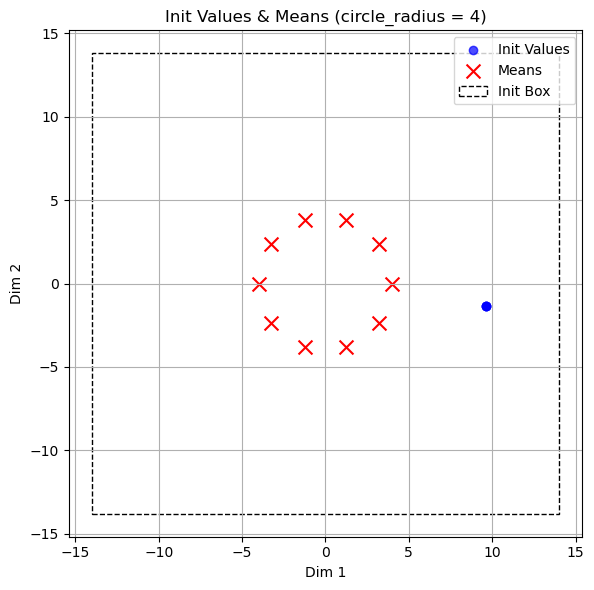 Init Values & Means (circle_radius = 4)
Init Values
Means
Init Box
15
10
5
0
−5
−10
−15
Dim 2
−15
−10
−5
0
5
10
15
Dim 1